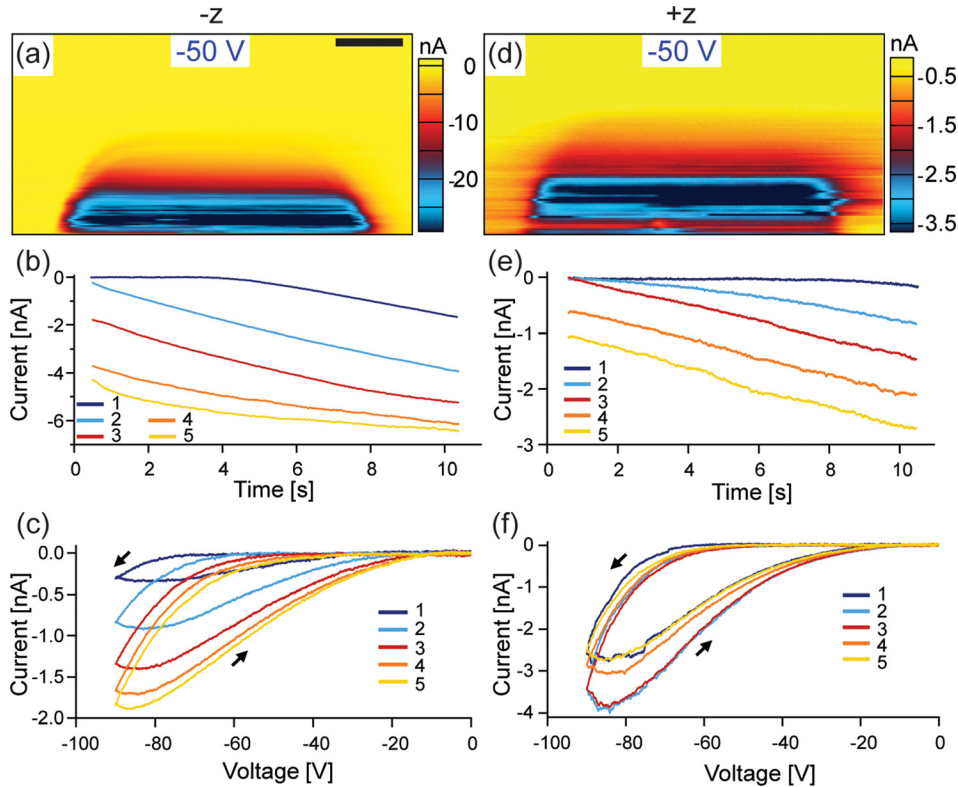 -z
+z
(a)
-50 V
nA
0
-10
-20
(d)
-50 V
nA
-0.5
-1.5
-2.5
-3.5
(b)
Current [nA]
0
-2
-4
-6
1
2
3
4
5
0 2 4 6 8 10
Time [s]
(e)
Current [nA]
0
-1
-2
-3
1
2
3
4
5
0 2 4 6 8 10
Time [s]
(c)
Current [nA]
0.0
-0.5
-1.0
-1.5
-2.0
1
2
3
4
5
-100 -80 -60 -40 -20 0
Voltage [V]
(f)
Current [nA]
0
-1
-2
-3
-4
1
2
3
4
5
-100 -80 -60 -40 -20 0
Voltage [V]